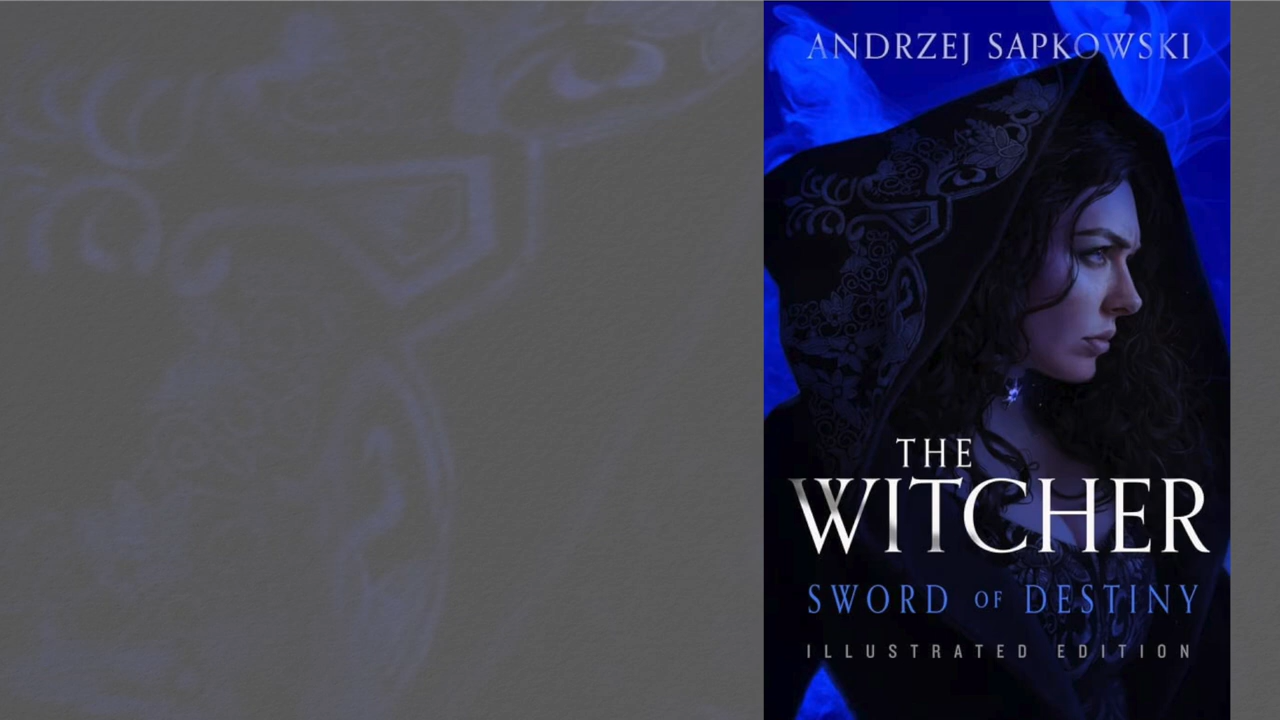 ANDRZEJ SAPKOWSKI
THE
WITCHER
SWORD OF DESTINY
ILLUSTRATED EDITION